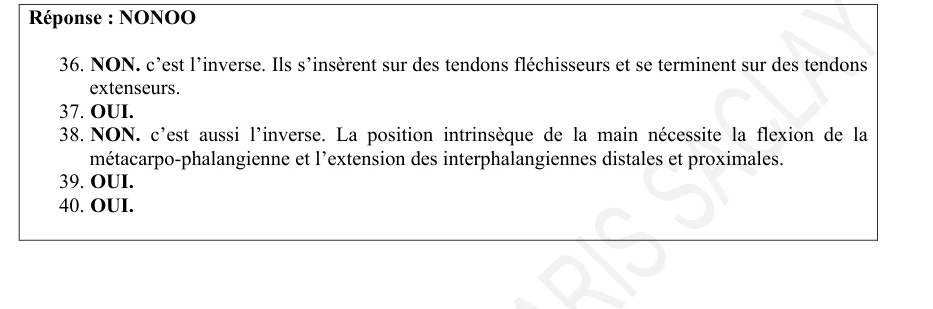 Réponse : NONOO
36. NON. c'est l'inverse. Ils s'insèrent sur des tendons fléchisseurs et se terminent sur des tendons
extenseurs.
37. OUI.
38. NON. c'est aussi l'inverse. La position intrinsèque de la main nécessite la flexion de la
métacarpo-phalangienne et l'extension des interphalangiennes distales et proximales.
39. OUI.
40. OUI.
ARIS SACLAY